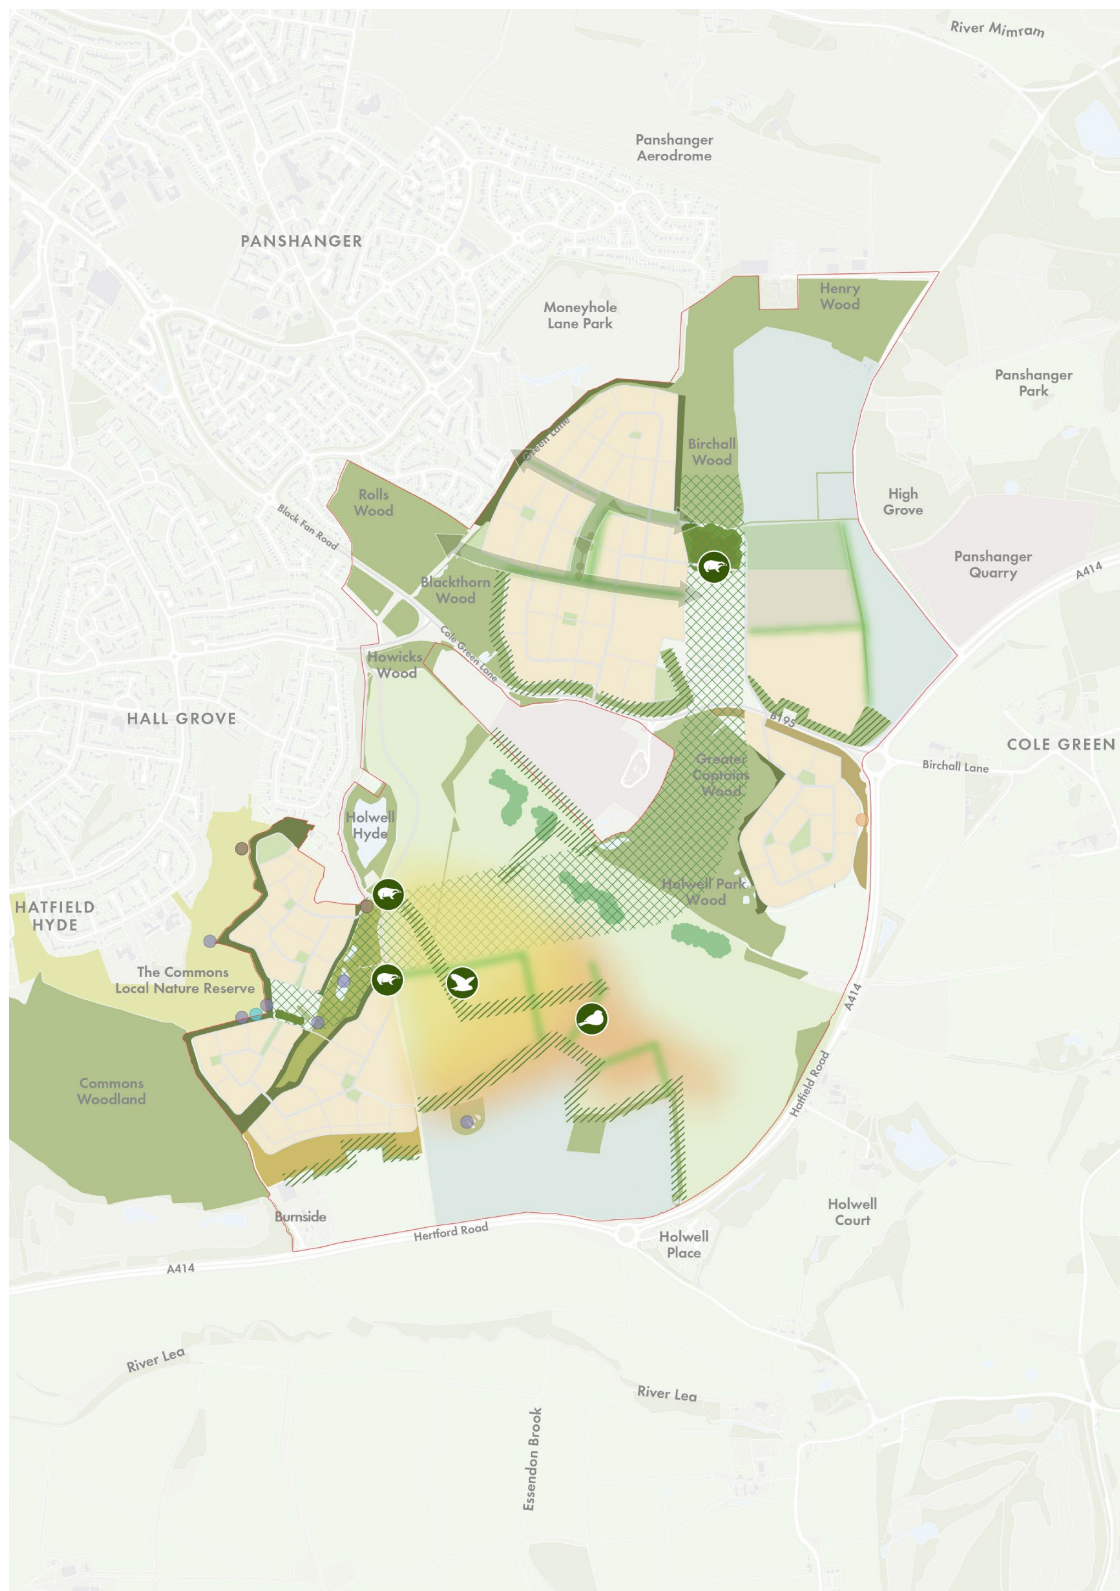 River Mimram
Panshanger
Aerodrome
PANSHANGER
Henry
Wood
Moneyhole
Lane Park
Panshanger
Park
Green Lane
Birchall
Wood
Rolls
Wood
High
Grove
Black Fan Road
Panshanger
Quarry
A414
Blackthorn
Wood
Cole Green Lane
Howicks
Wood
HALL GROVE
B195
COLE GREEN
Birchall Lane
Greater
Captains
Wood
Holwell
Hyde
Holwell Park
Wood
HATFIELD
HYDE
The Commons
Local Nature Reserve
A414
Commons
Woodland
Hatfield Road
Burnside
Hertford Road
Holwell
Court
Holwell
Place
A414
River Lea
River Lea
Essendon Brook